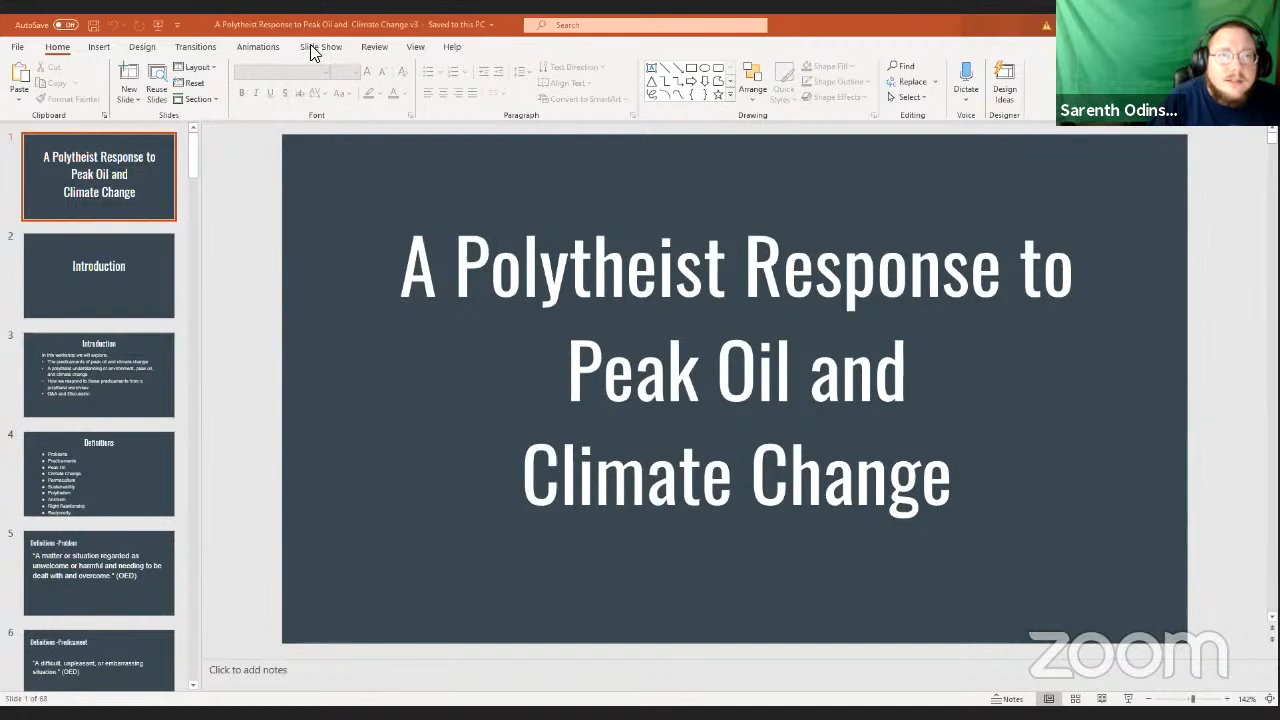 AutoSave Off
A Polytheist Response to Peak Oil and Climate Change v3 - Saved to this PC
Search
File Home Insert Design Transitions Animations Slide Show Review View Help
Paste
Cut
Copy
Format Painter
Clipboard
New Slide
Reuse Slides
Layout
Reset
Section
Slides
Font
Text Direction
Align Text
Convert to SmartArt
Paragraph
Arrange
Quick Styles
Shape Fill
Shape Outline
Shape Effects
Drawing
Find
Replace
Select
Editing
Dictate
Voice
Design Ideas
Designer
Sarenth Odins...
1
A Polytheist Response to
Peak Oil and
Climate Change
2
Introduction
3
Introduction
In this workshop we will explore:
The predicaments of peak oil and climate change
A polytheist understanding of environment, peak oil,
and climate change
How we respond to these predicaments from a
polytheist worldview
Q&A and Discussion
4
Definitions
Problems
Predicaments
Peak Oil
Climate Change
Permaculture
Sustainability
Polytheism
Animism
Right Relationship
Reciprocity
5
Definitions -Problem
"A matter or situation regarded as
unwelcome or harmful and needing to be
dealt with and overcome." (OED)
6
Definitions -Predicament
"A difficult, unpleasant, or embarrassing
situation." (OED)
A Polytheist Response to
Peak Oil and
Climate Change
zoom
Click to add notes
Slide 1 of 68
Notes
142%